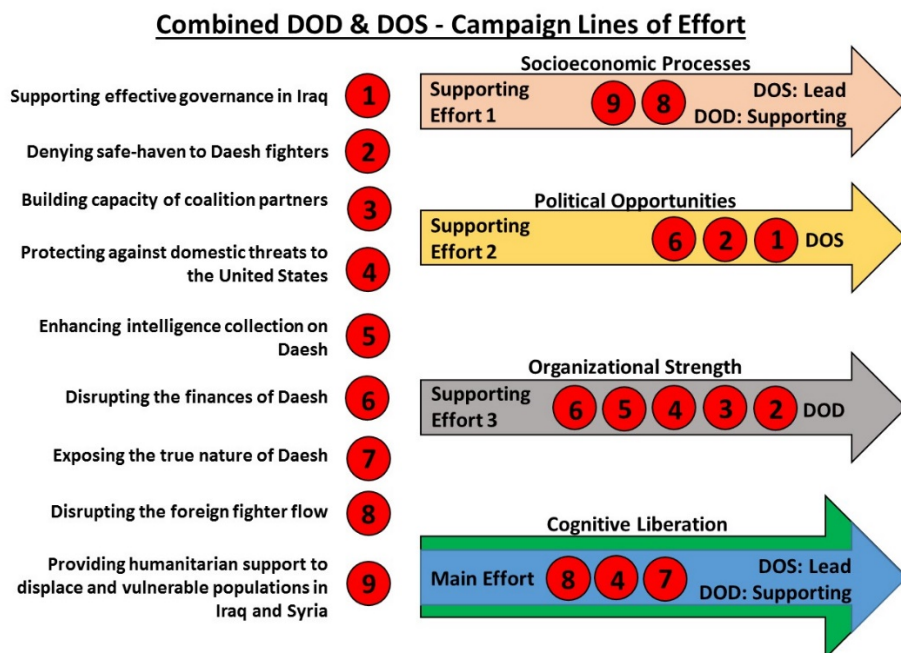 Combined DOD & DOS - Campaign Lines of Effort
Supporting effective governance in Iraq
1
Denying safe-haven to Daesh fighters
2
Building capacity of coalition partners
3
Protecting against domestic threats to
the United States
4
Enhancing intelligence collection on
Daesh
5
Disrupting the finances of Daesh
6
Exposing the true nature of Daesh
7
Disrupting the foreign fighter flow
8
Providing humanitarian support to
displace and vulnerable populations in
Iraq and Syria
9
Socioeconomic Processes
Supporting
Effort 1
9 8
DOS: Lead
DOD: Supporting
Political Opportunities
Supporting
Effort 2
6 2 1 DOS
Organizational Strength
Supporting
Effort 3
6 5 4 3 2 DOD
Cognitive Liberation
Main Effort
8 4 7
DOS: Lead
DOD: Supporting